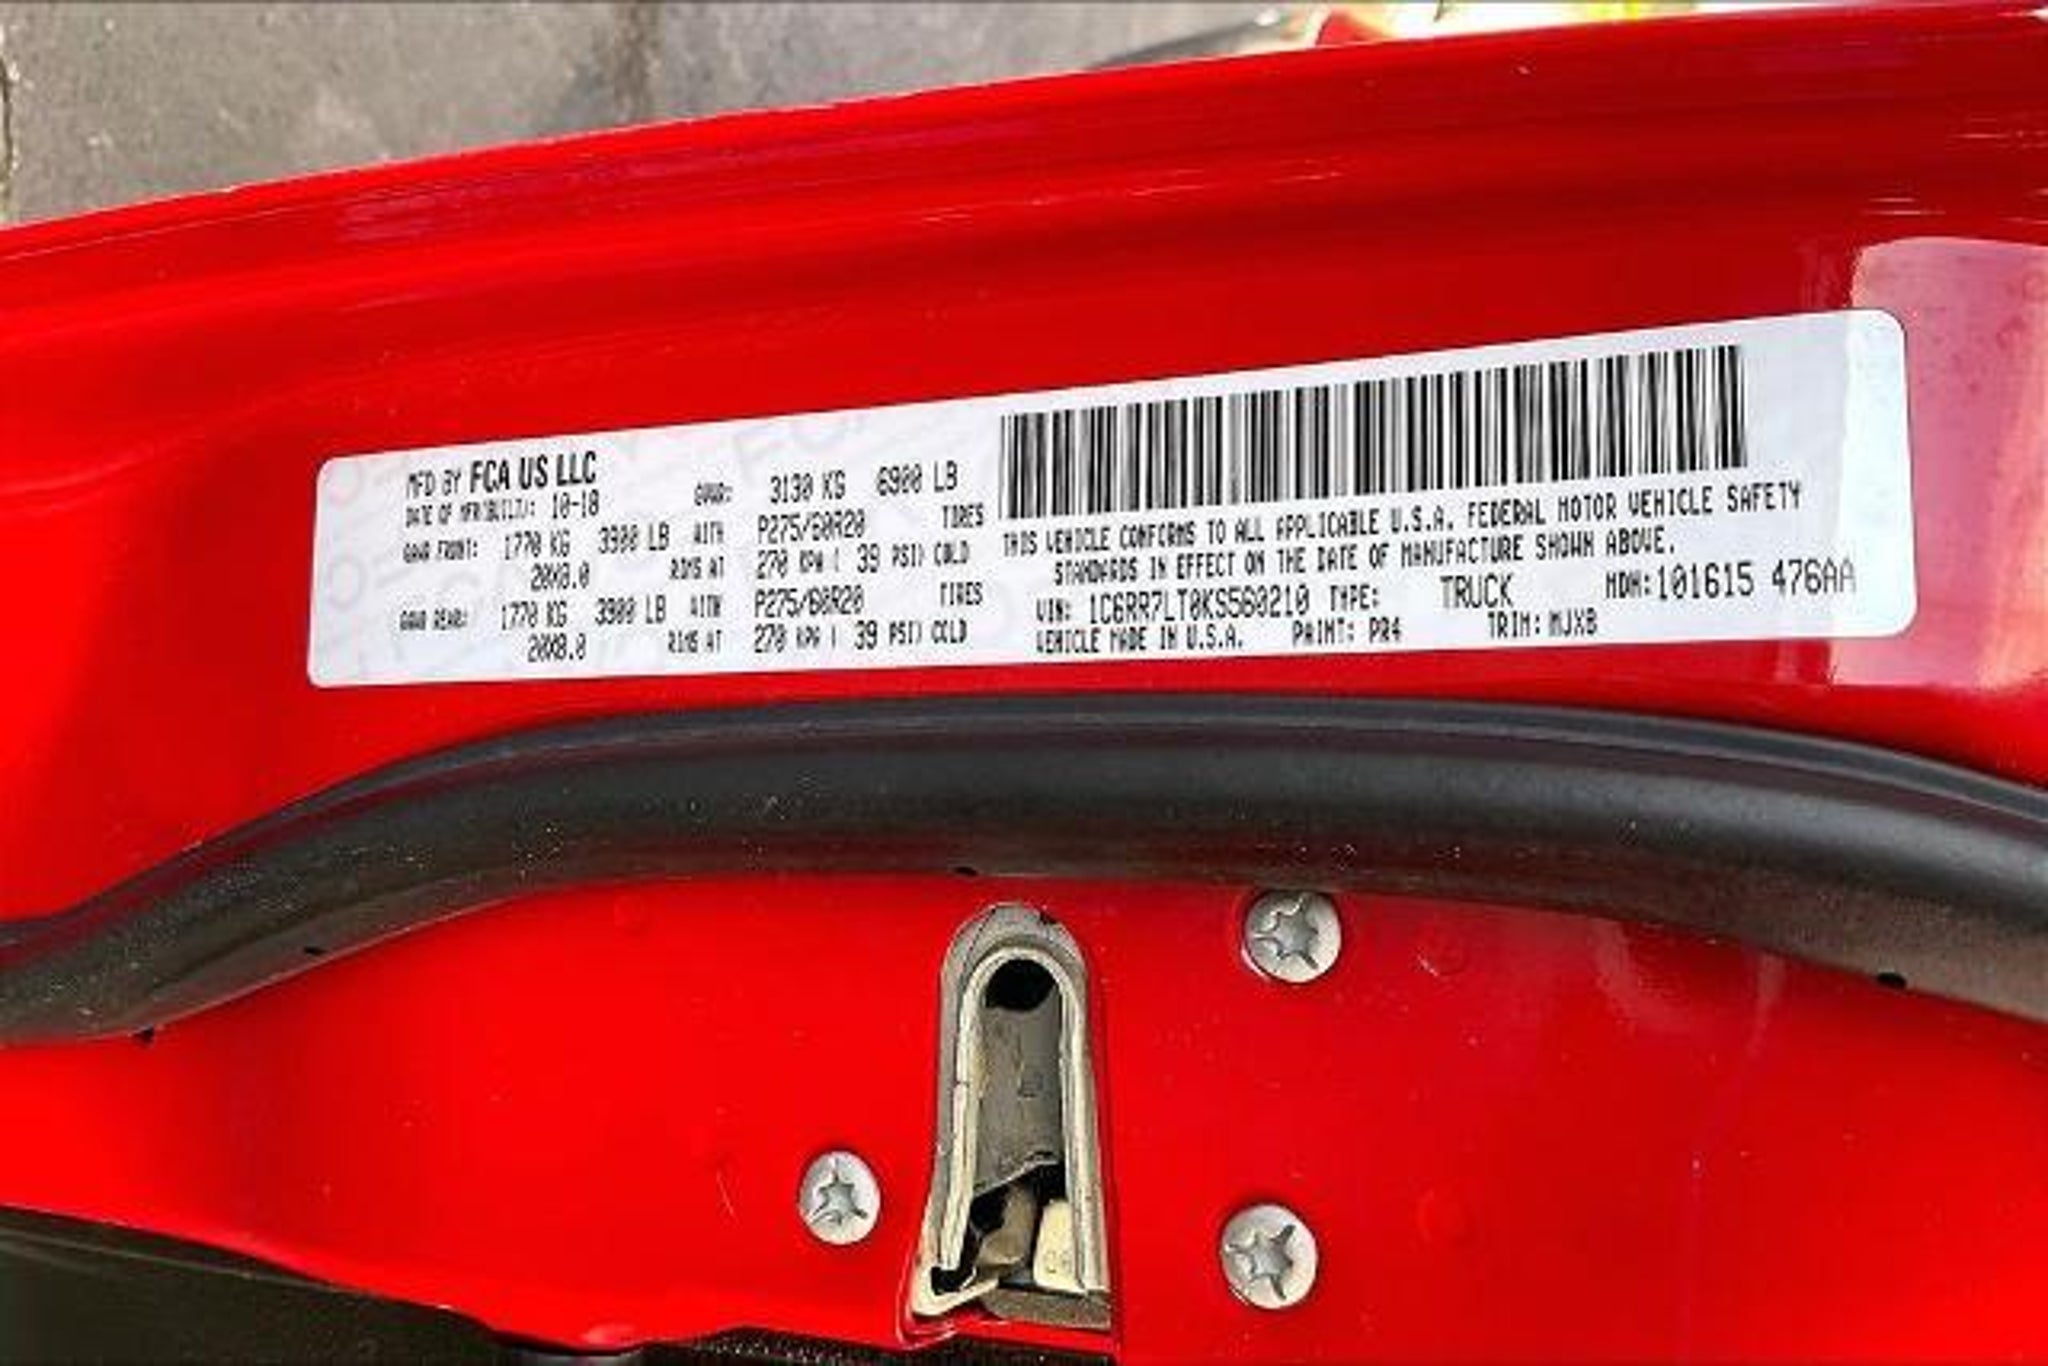 MFD BY FCA US LLC
DATE OF MFR(BUILT): 10-18 GVWR: 3130 KG 6900 LB
GAWR FRONT: 1770 KG 3900 LB WITH P275/60R20 TIRES
20X8.0 RIMS AT 270 KPA ( 39 PSI) COLD
GAWR REAR: 1770 KG 3900 LB WITH P275/60R20 TIRES
20X8.0 RIMS AT 270 KPA ( 39 PSI) COLD
THIS VEHICLE CONFORMS TO ALL APPLICABLE U.S.A. FEDERAL MOTOR VEHICLE SAFETY
STANDARDS IN EFFECT ON THE DATE OF MANUFACTURE SHOWN ABOVE.
VIN: 1C6RR7LT0KS560210 TYPE: TRUCK MDH:101615 476AA
VEHICLE MADE IN U.S.A. PAINT: PR4 TRIM: MJXB